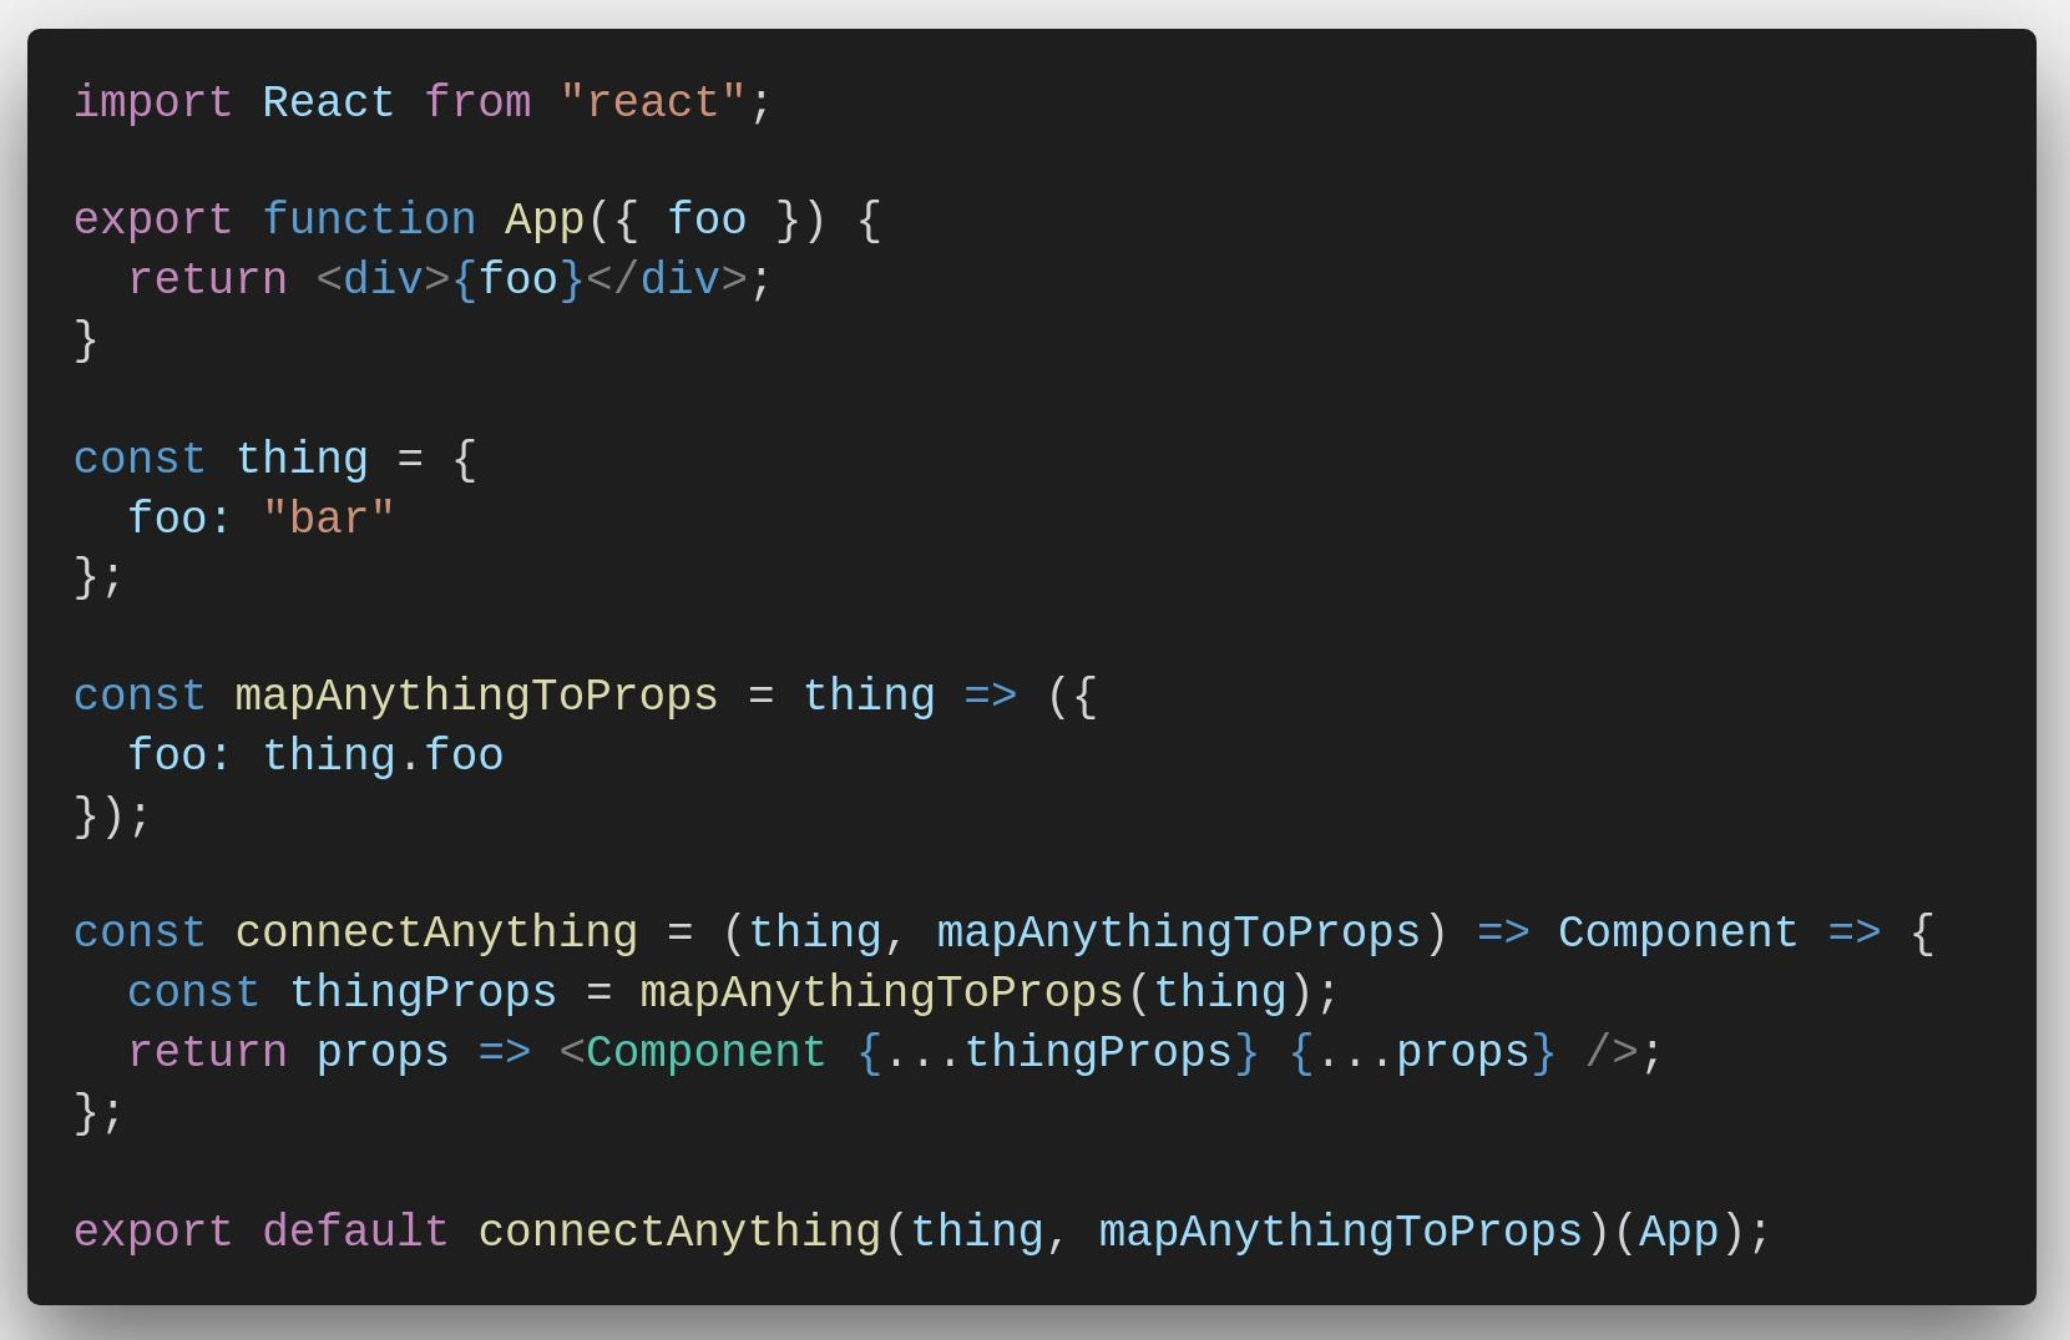 import React from "react";
export function App({ foo }) {
  return <div>{foo}</div>;
}
const thing = {
  foo: "bar"
};
const mapAnythingToProps = thing => ({
  foo: thing.foo
});
const connectAnything = (thing, mapAnythingToProps) => Component => {
  const thingProps = mapAnythingToProps(thing);
  return props => <Component {...thingProps} {...props} />;
};
export default connectAnything(thing, mapAnythingToProps)(App);